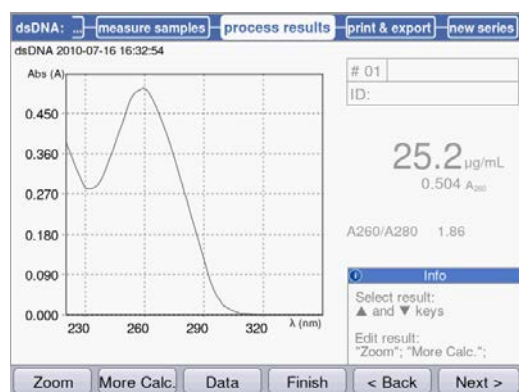 dsDNA: ... measure samples process results print & export new series
dsDNA 2010-07-16 16:32:54
Abs (A)
0.450
0.360
0.270
0.180
0.090
0.000
230 260 290 320 λ (nm)
# 01
ID:
25.2 µg/mL
0.504 A260
A260/A280 1.86
Info
Select result:
▲ and ▼ keys
Edit result:
"Zoom"; "More Calc.";
Zoom More Calc. Data Finish < Back Next >